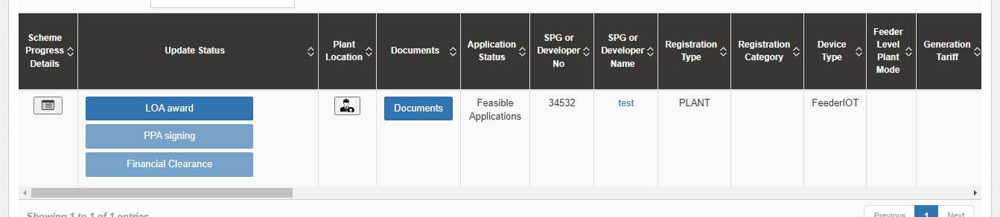 Scheme Progress Details
Update Status
Plant Location
Documents
Application Status
SPG or Developer No
SPG or Developer Name
Registration Type
Registration Category
Device Type
Feeder Level Plant Mode
Generation Tariff
LOA award
PPA signing
Financial Clearance
Documents
Feasible Applications
34532
test
PLANT
FeederIOT
Showing 1 to 1 of 1 entries
Previous 1 Next